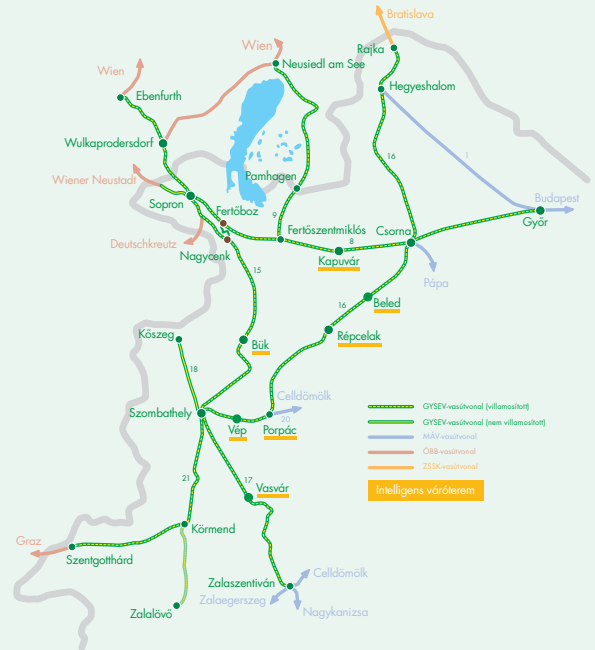 Bratislava
Wien
Rajka
Neusiedl am See
Wien
Ebenfurth
Hegyeshalom
Wulkaprodersdorf
16
1
Wiener Neustadt
Pamhagen
Sopron
Budapest
Fertőboz
9
Győr
Fertőszentmiklós
Csorna
Deutschkreutz
8
Nagycenk
Kapuvár
15
Pápa
16
Beled
Kőszeg
Répcelak
Bük
18
Celldömölk
Szombathely
20
Vép
Porpác
GYSEV-vasútvonal (villamosított)
GYSEV-vasútvonal (nem villamosított)
MÁV-vasútvonal
ÖBB-vasútvonal
ZSSK-vasútvonal
Intelligens váróterem
21
17
Vasvár
Körmend
Graz
Szentgotthárd
Celldömölk
Zalaszentiván
Zalaegerszeg
Zalalövő
Nagykanizsa